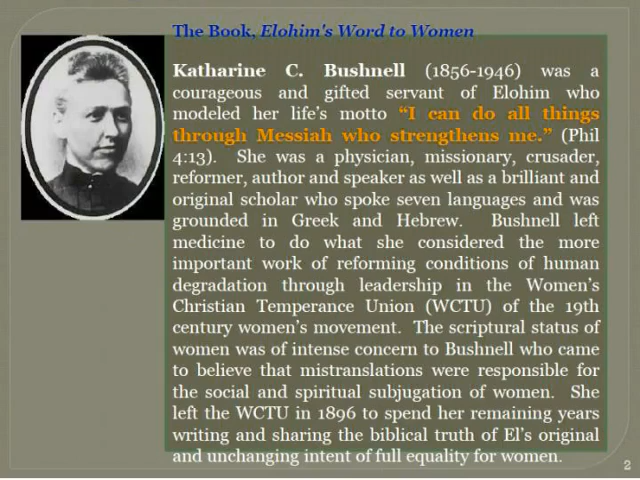 The Book, Elohim's Word to Women
Katharine C. Bushnell (1856-1946) was a
courageous and gifted servant of Elohim who
modeled her life's motto “I can do all things
through Messiah who strengthens me.” (Phil
4:13). She was a physician, missionary, crusader,
reformer, author and speaker as well as a brilliant and
original scholar who spoke seven languages and was
grounded in Greek and Hebrew. Bushnell left
medicine to do what she considered the more
important work of reforming conditions of human
degradation through leadership in the Women's
Christian Temperance Union (WCTU) of the 19th
century women's movement. The scriptural status of
women was of intense concern to Bushnell who came
to believe that mistranslations were responsible for
the social and spiritual subjugation of women. She
left the WCTU in 1896 to spend her remaining years
writing and sharing the biblical truth of El's original
and unchanging intent of full equality for women.
2